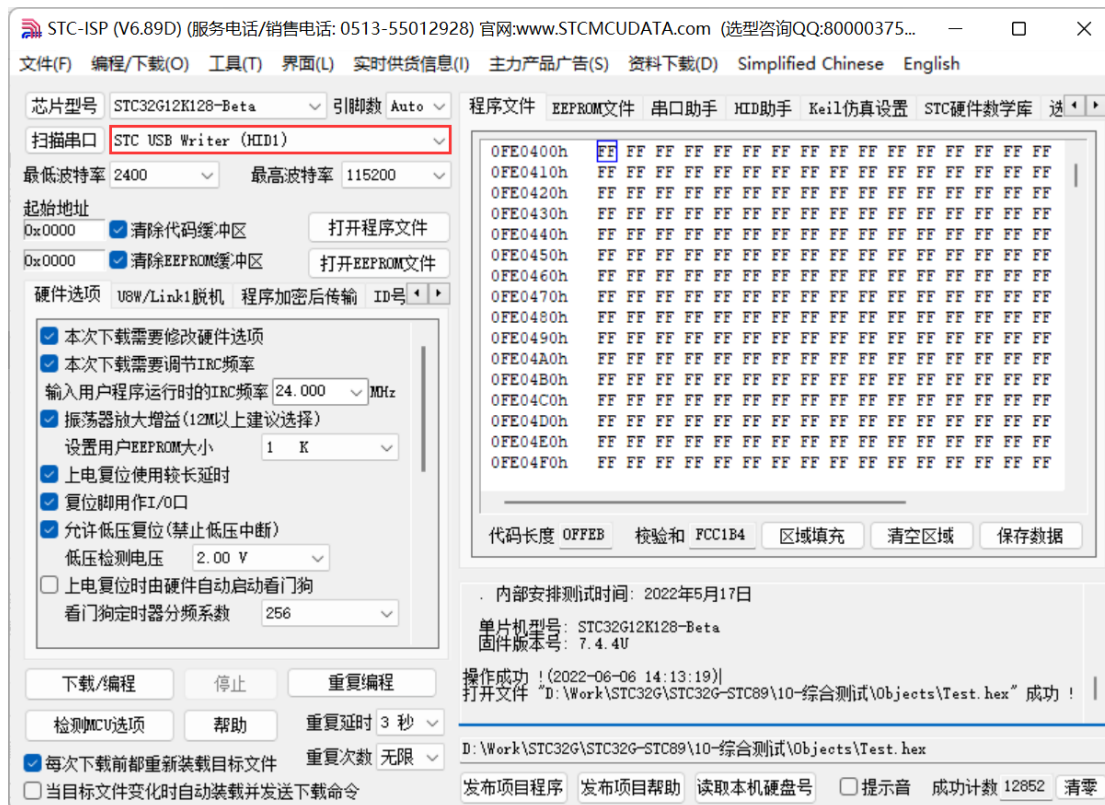 STC-ISP (V6.89D) (服务电话/销售电话: 0513-55012928) 官网:www.STCMCUDATA.com (选型咨询QQ:80000375...
文件(F) 编程/下载(O) 工具(T) 界面(L) 实时供货信息(I) 主力产品广告(S) 资料下载(D) Simplified Chinese English
芯片型号 STC32G12K128-Beta 引脚数 Auto
扫描串口 STC USB Writer (HID1)
最低波特率 2400 最高波特率 115200
起始地址
0x0000 清除代码缓冲区 打开程序文件
0x0000 清除EEPROM缓冲区 打开EEPROM文件
硬件选项 U8W/Link1脱机 程序加密后传输 ID号
本次下载需要修改硬件选项
本次下载需要调节IRC频率
输入用户程序运行时的IRC频率 24.000 MHz
振荡器放大增益(12M以上建议选择)
设置用户EEPROM大小 1 K
上电复位使用较长延时
复位脚用作I/O口
允许低压复位(禁止低压中断)
低压检测电压 2.00 V
上电复位时由硬件自动启动看门狗
看门狗定时器分频系数 256
下载/编程 停止 重复编程
检测MCU选项 帮助 重复延时 3 秒
重复次数 无限
每次下载前都重新装载目标文件
当目标文件变化时自动装载并发送下载命令
程序文件 EEPROM文件 串口助手 HID助手 Keil仿真设置 STC硬件数学库 选
0FE0400h FF FF FF FF FF FF FF FF FF FF FF FF FF FF FF FF
0FE0410h FF FF FF FF FF FF FF FF FF FF FF FF FF FF FF FF
0FE0420h FF FF FF FF FF FF FF FF FF FF FF FF FF FF FF FF
0FE0430h FF FF FF FF FF FF FF FF FF FF FF FF FF FF FF FF
0FE0440h FF FF FF FF FF FF FF FF FF FF FF FF FF FF FF FF
0FE0450h FF FF FF FF FF FF FF FF FF FF FF FF FF FF FF FF
0FE0460h FF FF FF FF FF FF FF FF FF FF FF FF FF FF FF FF
0FE0470h FF FF FF FF FF FF FF FF FF FF FF FF FF FF FF FF
0FE0480h FF FF FF FF FF FF FF FF FF FF FF FF FF FF FF FF
0FE0490h FF FF FF FF FF FF FF FF FF FF FF FF FF FF FF FF
0FE04A0h FF FF FF FF FF FF FF FF FF FF FF FF FF FF FF FF
0FE04B0h FF FF FF FF FF FF FF FF FF FF FF FF FF FF FF FF
0FE04C0h FF FF FF FF FF FF FF FF FF FF FF FF FF FF FF FF
0FE04D0h FF FF FF FF FF FF FF FF FF FF FF FF FF FF FF FF
0FE04E0h FF FF FF FF FF FF FF FF FF FF FF FF FF FF FF FF
0FE04F0h FF FF FF FF FF FF FF FF FF FF FF FF FF FF FF FF
代码长度 0FFEB 校验和 FCC1B4 区域填充 清空区域 保存数据
. 内部安排测试时间: 2022年5月17日
单片机型号: STC32G12K128-Beta
固件版本号: 7.4.4U
操作成功 !(2022-06-06 14:13:19)
打开文件 "D:\Work\STC32G\STC32G-STC89\10-综合测试\Objects\Test.hex" 成功 !
D:\Work\STC32G\STC32G-STC89\10-综合测试\Objects\Test.hex
发布项目程序 发布项目帮助 读取本机硬盘号 提示音 成功计数 12852 清零